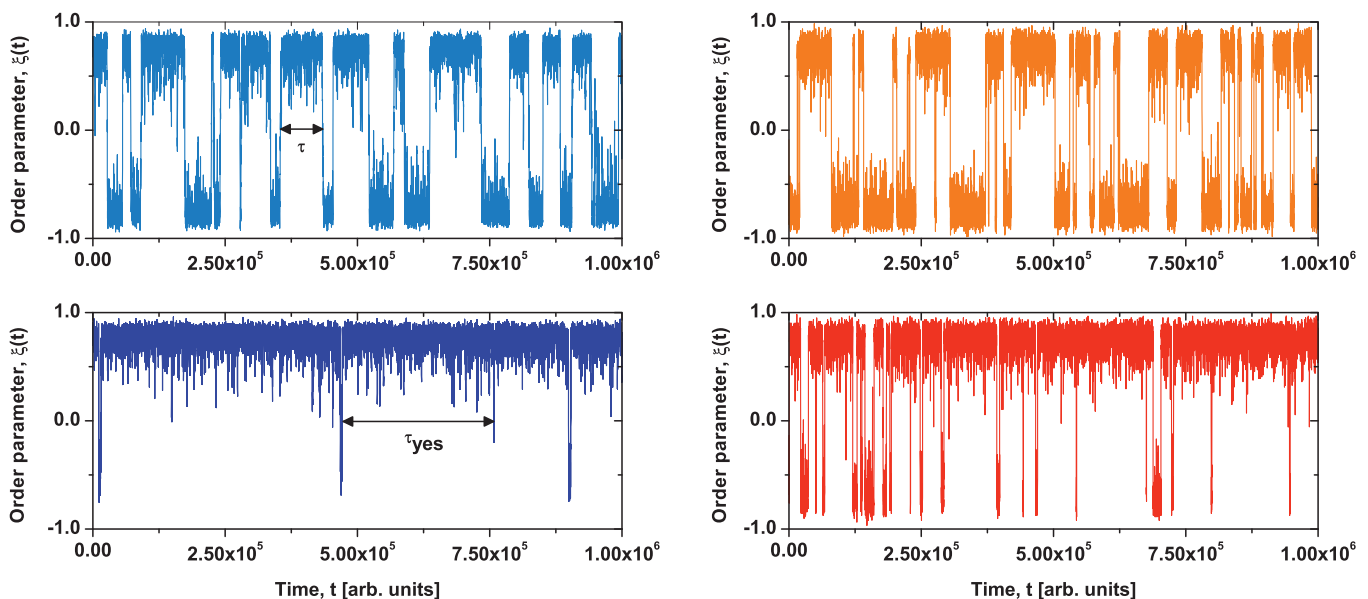 Order parameter, ξ(t)
1.0
0.0
-1.0
τ
0.00 2.50x10⁵ 5.00x10⁵ 7.50x10⁵ 1.00x10⁶
Order parameter, ξ(t)
1.0
0.0
-1.0
0.00 2.50x10⁵ 5.00x10⁵ 7.50x10⁵ 1.00x10⁶
Order parameter, ξ(t)
1.0
0.0
-1.0
τyes
0.00 2.50x10⁵ 5.00x10⁵ 7.50x10⁵ 1.00x10⁶
Time, t [arb. units]
Order parameter, ξ(t)
1.0
0.0
-1.0
0.00 2.50x10⁵ 5.00x10⁵ 7.50x10⁵ 1.00x10⁶
Time, t [arb. units]